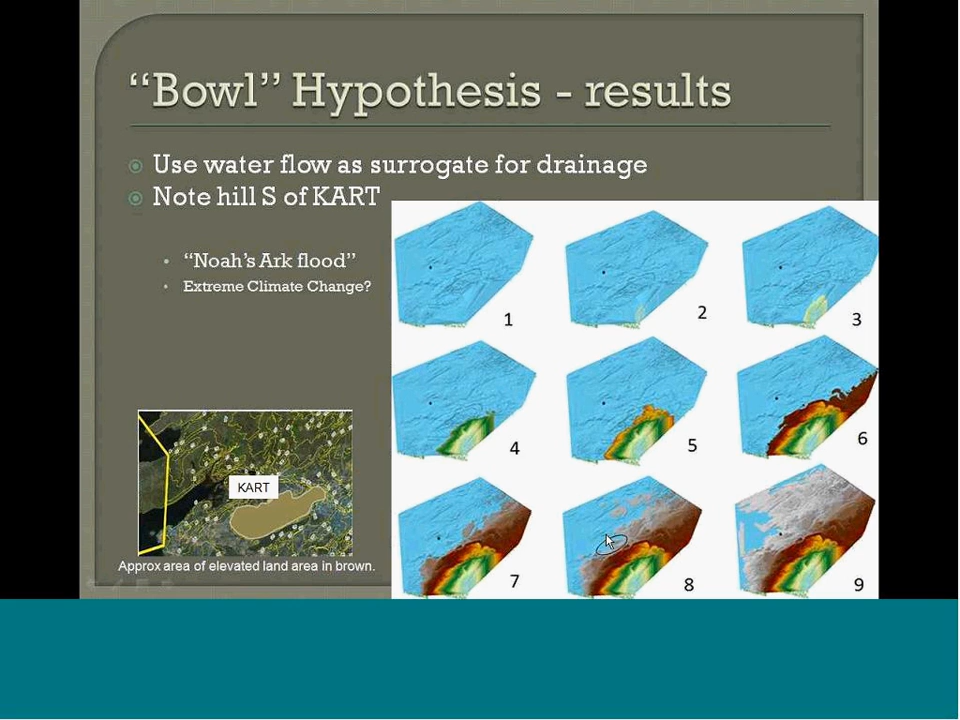 “Bowl” Hypothesis - results
Use water flow as surrogate for drainage
Note hill S of KART
“Noah’s Ark flood”
Extreme Climate Change?
1
2
3
4
5
6
7
8
9
KART
Approx area of elevated land area in brown.